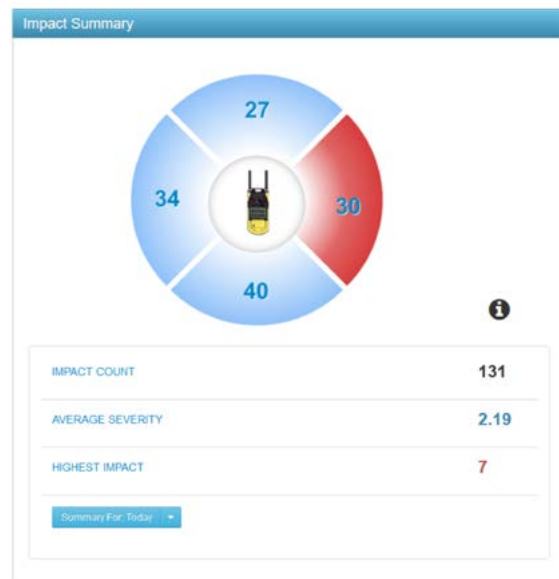 Impact Summary
27
34
30
40
IMPACT COUNT 131
AVERAGE SEVERITY 2.19
HIGHEST IMPACT 7
Summary For: Today